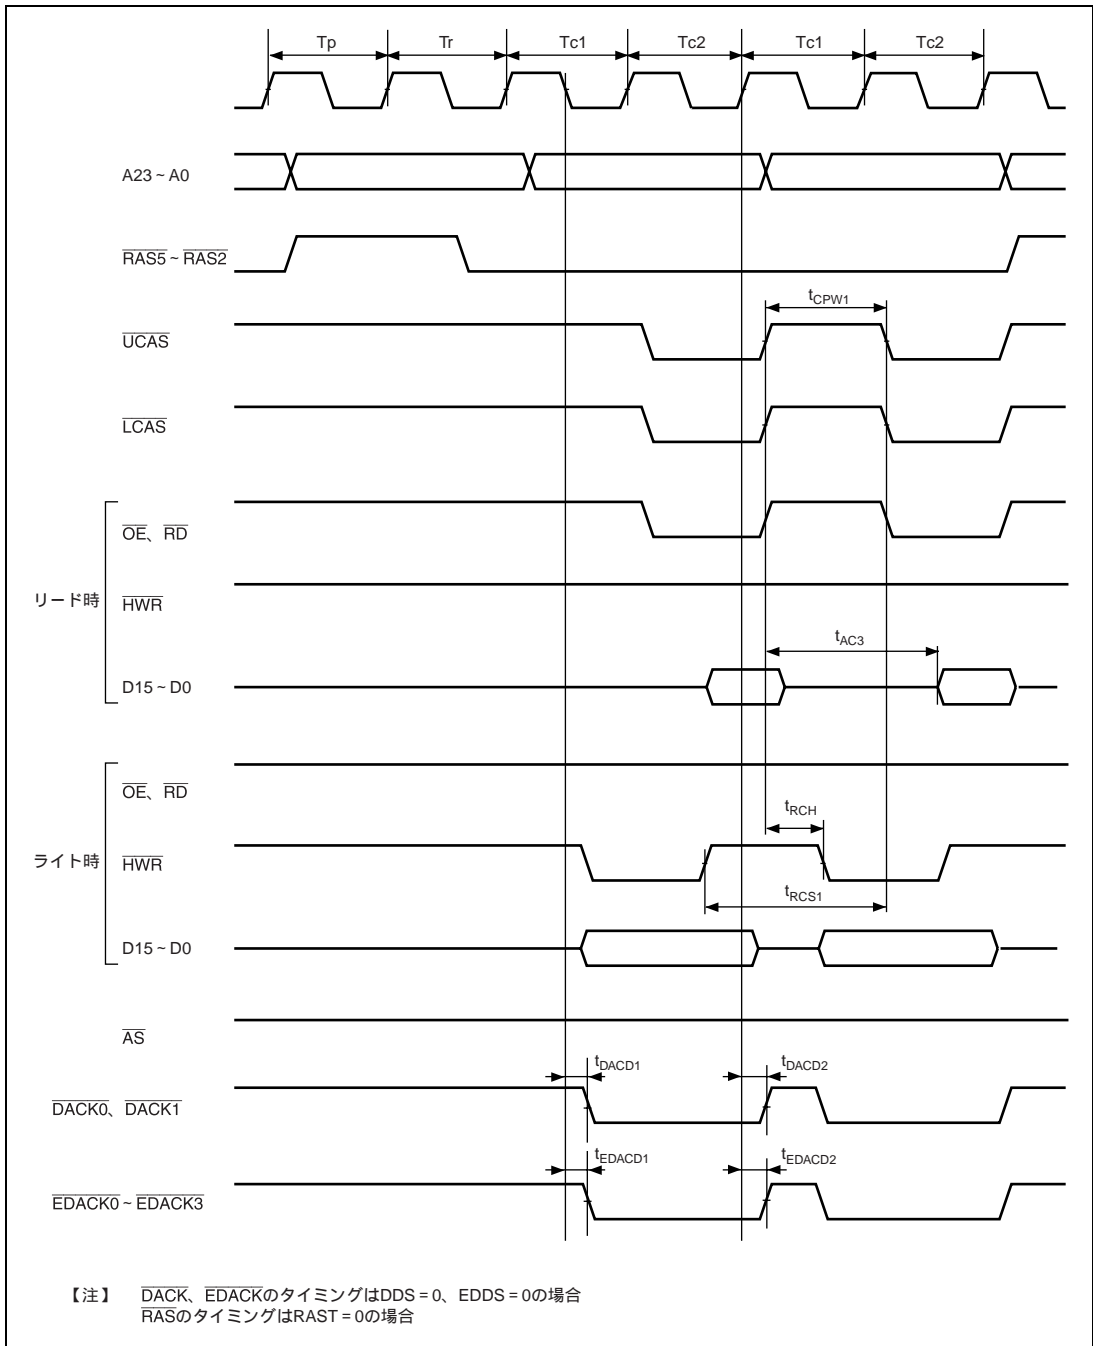 Tp Tr Tc1 Tc2 Tc1 Tc2
A23 ~ A0
RAS5 ~ RAS2
tCPW1
UCAS
LCAS
OE、RD
リード時
HWR
tAC3
D15 ~ D0
OE、RD
tRCH
ライト時
HWR
tRCS1
D15 ~ D0
AS
tDACD1 tDACD2
DACK0、DACK1
tEDACD1 tEDACD2
EDACK0 ~ EDACK3
【注】 DACK、EDACKのタイミングはDDS = 0、EDDS = 0の場合
RASのタイミングはRAST = 0の場合